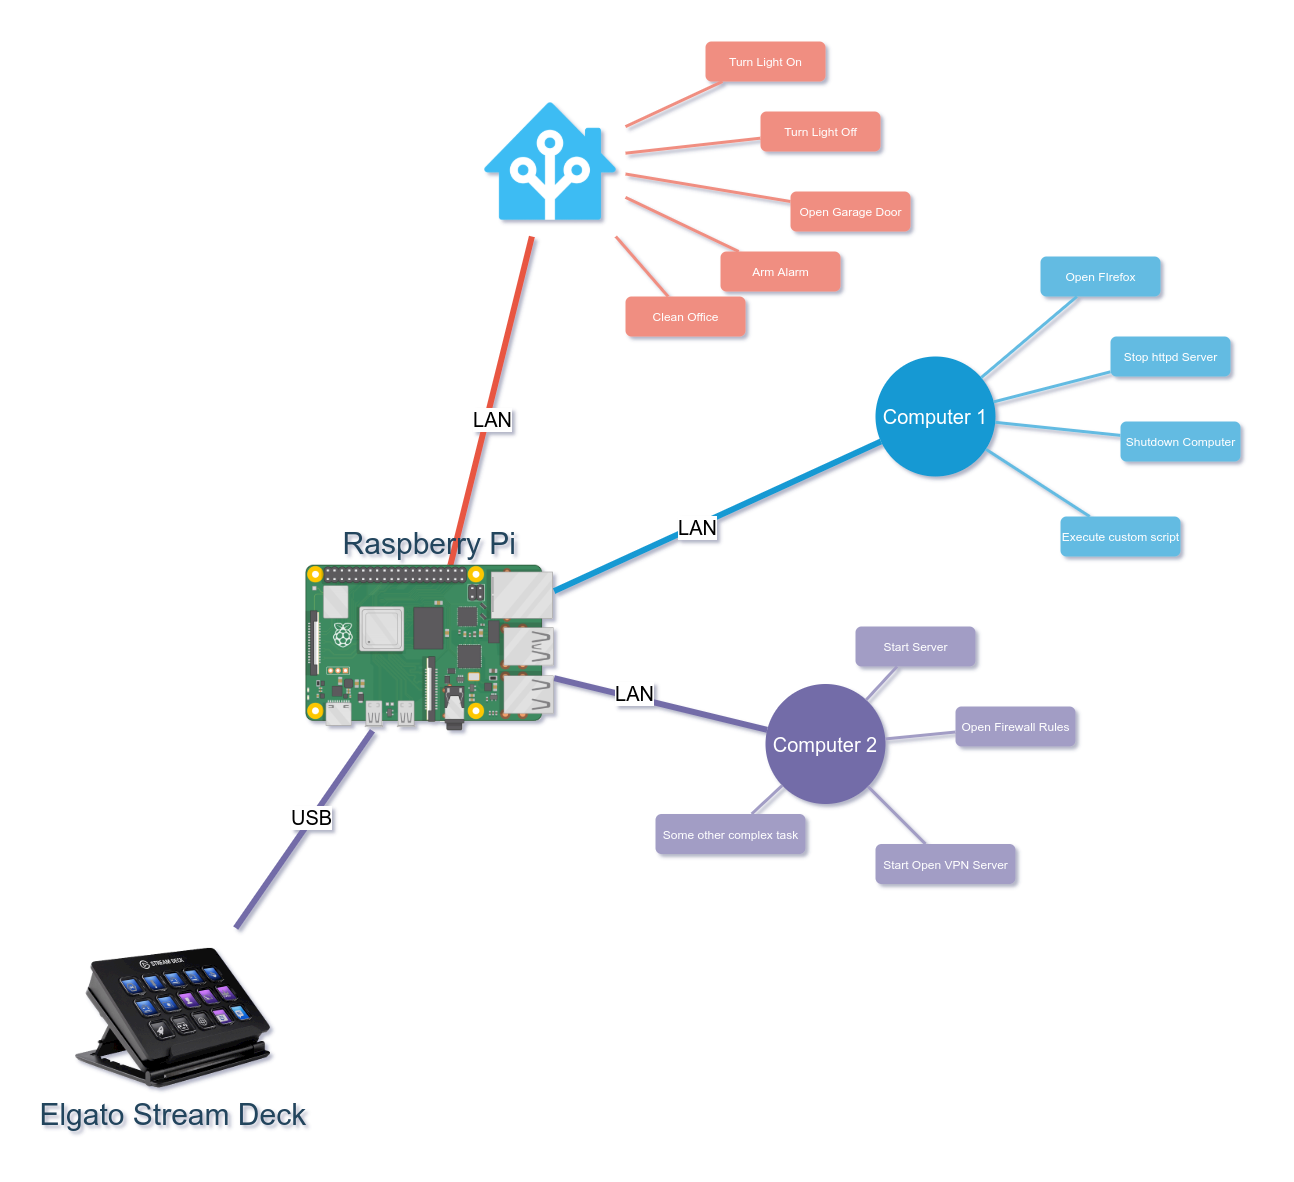 Turn Light On
Turn Light Off
Open Garage Door
Arm Alarm
Clean Office
Open FIrefox
Stop httpd Server
Computer 1
Shutdown Computer
LAN
Execute custom script
LAN
Raspberry Pi
Start Server
LAN
Open Firewall Rules
Computer 2
Some other complex task
Start Open VPN Server
USB
STREAM DECK
Elgato Stream Deck